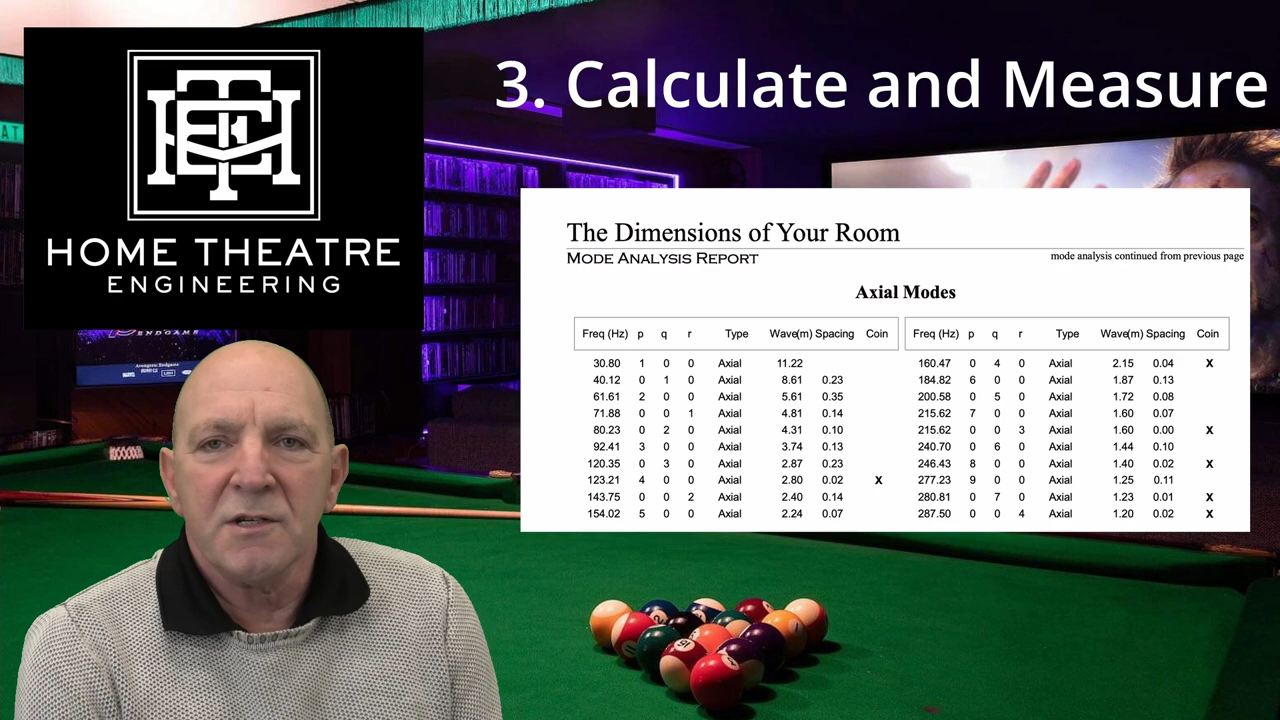 3. Calculate and Measure
HOME THEATRE
ENGINEERING
The Dimensions of Your Room
MODE ANALYSIS REPORT
mode analysis continued from previous page
Axial Modes
Freq (Hz) p q r Type Wave(m) Spacing Coin Freq (Hz) p q r Type Wave(m) Spacing Coin
30.80 1 0 0 Axial 11.22 160.47 0 4 0 Axial 2.15 0.04 X
40.12 0 1 0 Axial 8.61 0.23 184.82 6 0 0 Axial 1.87 0.13
61.61 2 0 0 Axial 5.61 0.35 200.58 0 5 0 Axial 1.72 0.08
71.88 0 0 1 Axial 4.81 0.14 215.62 7 0 0 Axial 1.60 0.07
80.23 0 2 0 Axial 4.31 0.10 215.62 0 0 3 Axial 1.60 0.00 X
92.41 3 0 0 Axial 3.74 0.13 240.70 0 6 0 Axial 1.44 0.10
120.35 0 3 0 Axial 2.87 0.23 246.43 8 0 0 Axial 1.40 0.02 X
123.21 4 0 0 Axial 2.80 0.02 X 277.23 9 0 0 Axial 1.25 0.11
143.75 0 0 2 Axial 2.40 0.14 280.81 0 7 0 Axial 1.23 0.01 X
154.02 5 0 0 Axial 2.24 0.07 287.50 0 0 4 Axial 1.20 0.02 X
ENDGAME
Avengers: Endgame